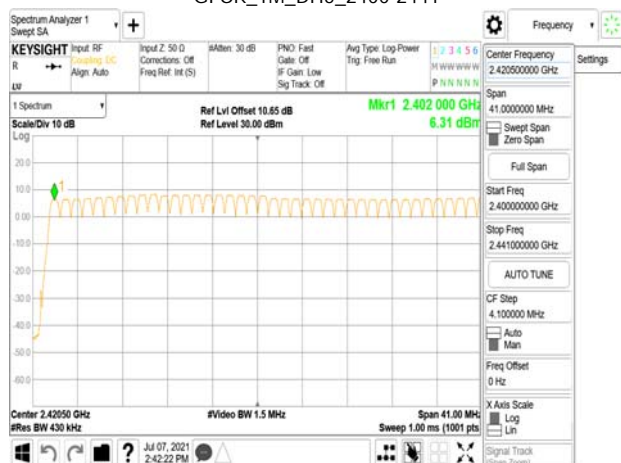 Spectrum Analyzer 1
Swept SA
+
Frequency
KEYSIGHT
R
Input: RF
Coupling: DC
Align: Auto
Input Z: 50 Ω
Corrections: Off
Freq Ref: Int (S)
#Atten: 30 dB
PNO: Fast
Gate: Off
IF Gain: Low
Sig Track: Off
Avg Type: Log-Power
Trig: Free Run
1 2 3 4 5 6
M W W W W W
P N N N N N
Center Frequency
2.420500000 GHz
Settings
Span
41.0000000 MHz
Swept Span
Zero Span
Full Span
Start Freq
2.400000000 GHz
Stop Freq
2.441000000 GHz
AUTO TUNE
CF Step
4.100000 MHz
Auto
Man
Freq Offset
0 Hz
X Axis Scale
Log
Lin
Signal Track
1 Spectrum
Scale/Div 10 dB
Ref Lvl Offset 10.65 dB
Ref Level 30.00 dBm
Mkr1 2.402 000 GHz
6.31 dBm
Log
20.0
10.0
0.00
-10.0
-20.0
-30.0
-40.0
-50.0
-60.0
1
Center 2.42050 GHz
#Res BW 430 kHz
#Video BW 1.5 MHz
Span 41.00 MHz
Sweep 1.00 ms (1001 pts)
Jul 07, 2021
2:42:22 PM